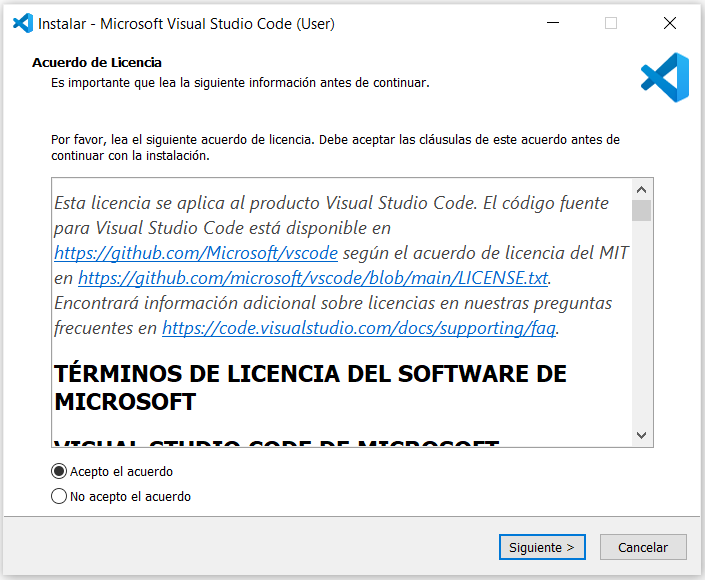 Instalar - Microsoft Visual Studio Code (User)
Acuerdo de Licencia
Es importante que lea la siguiente información antes de continuar.
Por favor, lea el siguiente acuerdo de licencia. Debe aceptar las cláusulas de este acuerdo antes de
continuar con la instalación.
Esta licencia se aplica al producto Visual Studio Code. El código fuente
para Visual Studio Code está disponible en
https://github.com/Microsoft/vscode según el acuerdo de licencia del MIT
en https://github.com/microsoft/vscode/blob/main/LICENSE.txt.
Encontrará información adicional sobre licencias en nuestras preguntas
frecuentes en https://code.visualstudio.com/docs/supporting/faq.
TÉRMINOS DE LICENCIA DEL SOFTWARE DE
MICROSOFT
VISUAL STUDIO CODE DE MICROSOFT
Acepto el acuerdo
No acepto el acuerdo
Siguiente >
Cancelar